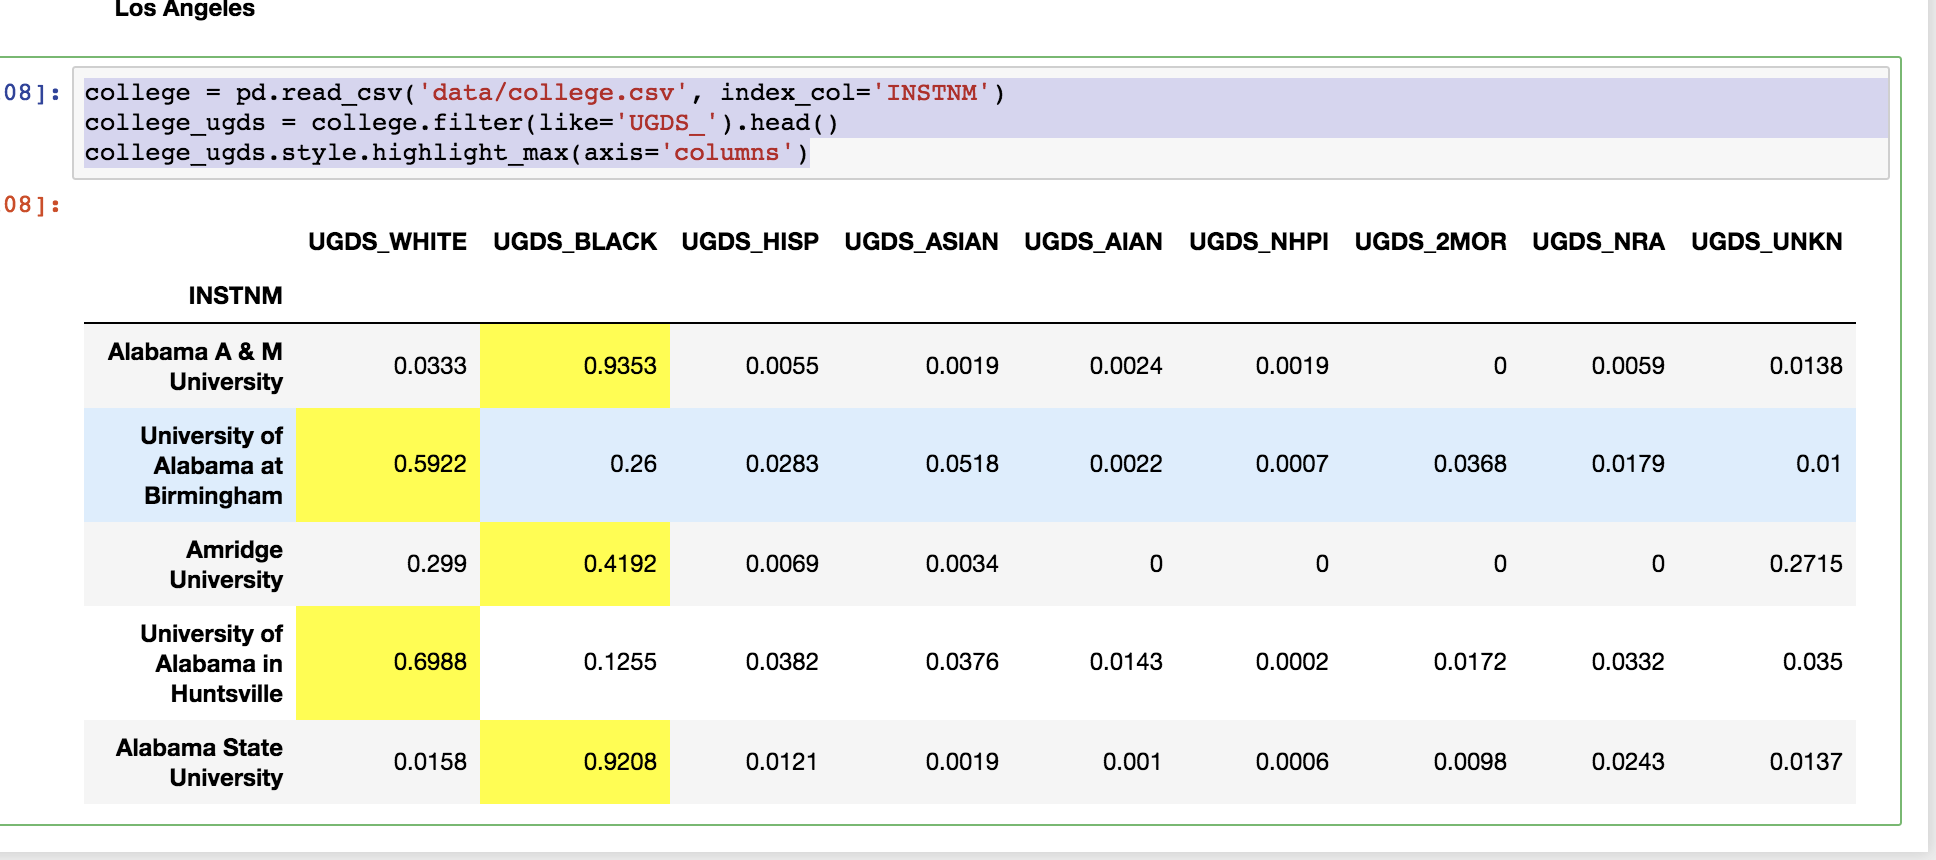 Los Angeles
08]:
college = pd.read_csv('data/college.csv', index_col='INSTNM')
college_ugds = college.filter(like='UGDS_').head()
college_ugds.style.highlight_max(axis='columns')
08]:
UGDS_WHITE UGDS_BLACK UGDS_HISP UGDS_ASIAN UGDS_AIAN UGDS_NHPI UGDS_2MOR UGDS_NRA UGDS_UNKN
INSTNM
Alabama A & M
University
0.0333 0.9353 0.0055 0.0019 0.0024 0.0019 0 0.0059 0.0138
University of
Alabama at
Birmingham
0.5922 0.26 0.0283 0.0518 0.0022 0.0007 0.0368 0.0179 0.01
Amridge
University
0.299 0.4192 0.0069 0.0034 0 0 0 0 0.2715
University of
Alabama in
Huntsville
0.6988 0.1255 0.0382 0.0376 0.0143 0.0002 0.0172 0.0332 0.035
Alabama State
University
0.0158 0.9208 0.0121 0.0019 0.001 0.0006 0.0098 0.0243 0.0137